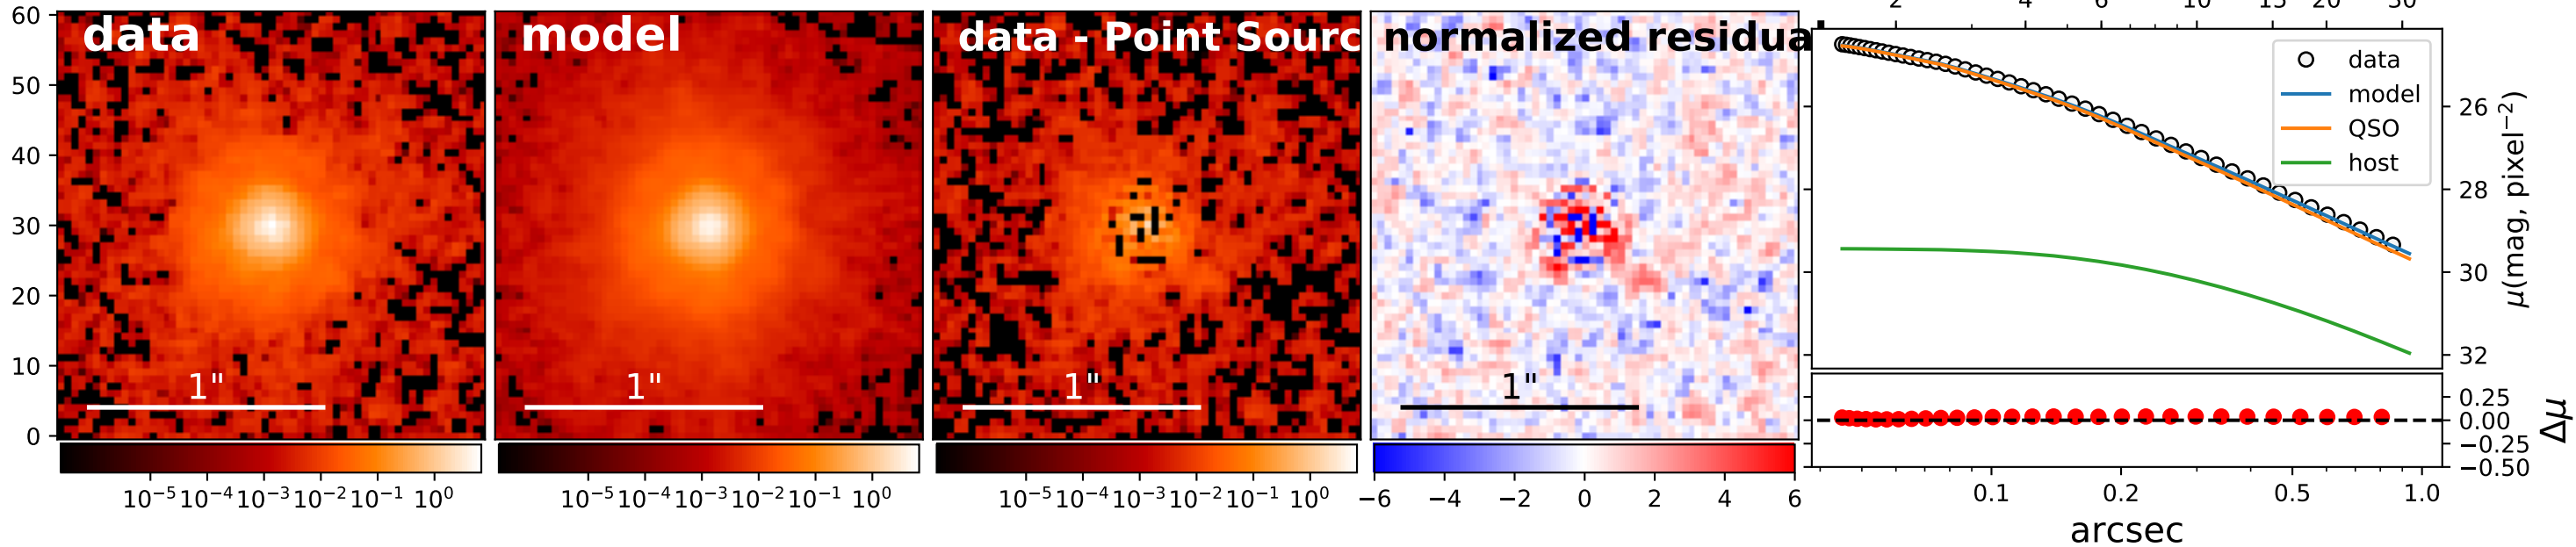 data
model
data - Point Sourc
normalized residua
60
50
40
30
20
10
0
1"
1"
1"
1"
10⁻⁵ 10⁻⁴ 10⁻³ 10⁻² 10⁻¹ 10⁰
10⁻⁵ 10⁻⁴ 10⁻³ 10⁻² 10⁻¹ 10⁰
10⁻⁵ 10⁻⁴ 10⁻³ 10⁻² 10⁻¹ 10⁰
−6 −4 −2 0 2 4 6
2 4 6 10 15 20 30
data
model
QSO
host
26
28
30
32
μ(mag, pixel⁻²)
0.25
0.00
−0.25
−0.50
Δμ
0.1 0.2 0.5 1.0
arcsec